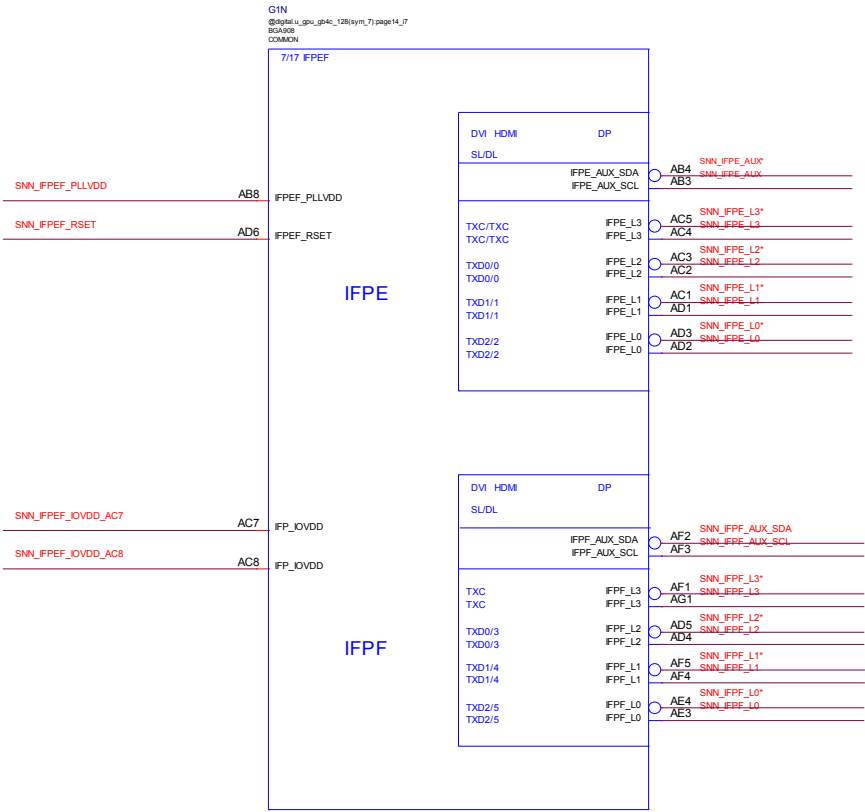 G1N
@digital.u_gpu_gb4c_128(sym_7):page14_i7
BGA908
COMMON
7/17 IFPEF
DVI HDMI DP
SL/DL
IFPE_AUX_SDA AB4 SNN_IFPE_AUX*
IFPE_AUX_SCL AB3 SNN_IFPE_AUX
SNN_IFPEF_PLLVDD AB8 IFPEF_PLLVDD
SNN_IFPEF_RSET AD6 IFPEF_RSET
TXC/TXC IFPE_L3 AC5 SNN_IFPE_L3*
TXC/TXC IFPE_L3 AC4 SNN_IFPE_L3
TXD0/0 IFPE_L2 AC3 SNN_IFPE_L2*
TXD0/0 IFPE_L2 AC2 SNN_IFPE_L2
IFPE
TXD1/1 IFPE_L1 AC1 SNN_IFPE_L1*
TXD1/1 IFPE_L1 AD1 SNN_IFPE_L1
TXD2/2 IFPE_L0 AD3 SNN_IFPE_L0*
TXD2/2 IFPE_L0 AD2 SNN_IFPE_L0
DVI HDMI DP
SL/DL
SNN_IFPEF_IOVDD_AC7 AC7 IFP_IOVDD
SNN_IFPEF_IOVDD_AC8 AC8 IFP_IOVDD
IFPF_AUX_SDA AF2 SNN_IFPF_AUX_SDA
IFPF_AUX_SCL AF3 SNN_IFPF_AUX_SCL
TXC IFPF_L3 AF1 SNN_IFPF_L3*
TXC IFPF_L3 AG1 SNN_IFPF_L3
TXD0/3 IFPF_L2 AD5 SNN_IFPF_L2*
TXD0/3 IFPF_L2 AD4 SNN_IFPF_L2
IFPF
TXD1/4 IFPF_L1 AF5 SNN_IFPF_L1*
TXD1/4 IFPF_L1 AF4 SNN_IFPF_L1
TXD2/5 IFPF_L0 AE4 SNN_IFPF_L0*
TXD2/5 IFPF_L0 AE3 SNN_IFPF_L0